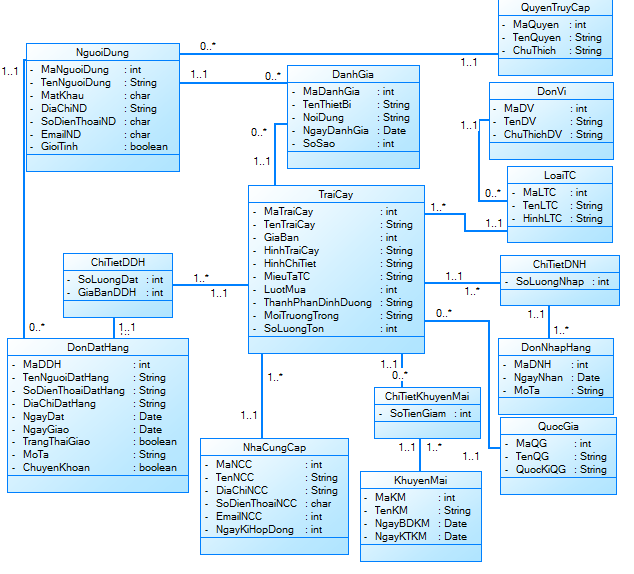 QuyenTruyCap
- MaQuyen : int
- TenQuyen : String
- ChuThich : String
NguoiDung
- MaNguoiDung : int
- TenNguoiDung : String
- MatKhau : char
- DiaChiND : String
- SoDienThoaiND : char
- EmailND : char
- GioiTinh : boolean
0..*
1..1
1..1
1..1
0..*
DanhGia
- MaDanhGia : int
- TenThietBi : String
- NoiDung : String
- NgayDanhGia : Date
- SoSao : int
0..*
1..1
DonVi
- MaDV : int
- TenDV : String
- ChuThichDV : String
1..1
0..*
LoaiTC
- MaLTC : int
- TenLTC : String
- HinhLTC : String
1..*
1..1
TraiCay
- MaTraiCay : int
- TenTraiCay : String
- GiaBan : int
- HinhTraiCay : String
- HinhChiTiet : String
- MieuTaTC : String
- LuotMua : int
- ThanhPhanDinhDuong : String
- MoiTruongTrong : String
- SoLuongTon : int
ChiTietDDH
- SoLuongDat : int
- GiaBanDDH : int
1..*
1..1
1..1
0..*
ChiTietDNH
- SoLuongNhap : int
1..1
1..*
1..1
1..*
DonDatHang
- MaDDH : int
- TenNguoiDatHang : String
- SoDienThoaiDatHang : String
- DiaChiDatHang : String
- NgayDat : Date
- NgayGiao : Date
- TrangThaiGiao : boolean
- MoTa : String
- ChuyenKhoan : boolean
DonNhapHang
- MaDNH : int
- NgayNhan : Date
- MoTa : String
0..*
1..1
0..*
1..*
1..1
ChiTietKhuyenMai
- SoTienGiam : int
1..1
1..*
QuocGia
- MaQG : int
- TenQG : String
- QuocKiQG : String
1..1
NhaCungCap
- MaNCC : int
- TenNCC : String
- DiaChiNCC : String
- SoDienThoaiNCC : char
- EmailNCC : int
- NgayKiHopDong : int
KhuyenMai
- MaKM : int
- TenKM : String
- NgayBDKM : Date
- NgayKTKM : Date